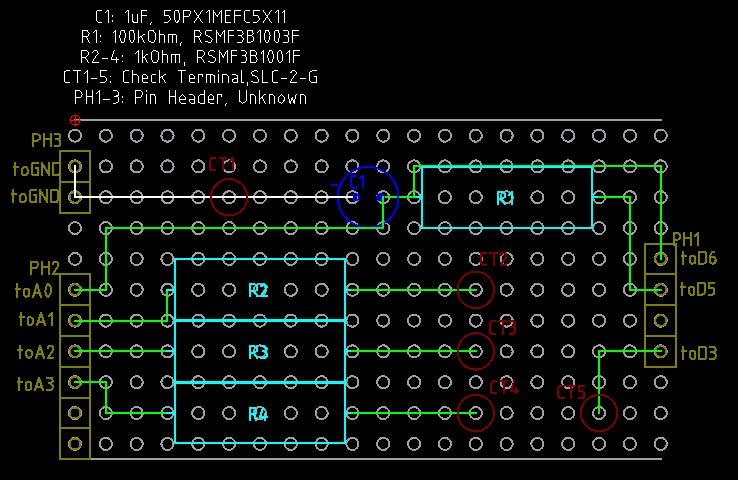 C1: 1uF, 50PX1MEFC5X11
R1: 100kOhm, RSMF3B1003F
R2-4: 1kOhm, RSMF3B1001F
CT1-5: Check Terminal,SLC-2-G
PH1-3: Pin Header, Unknown
PH3
toGND
CT1
- C1
toGND
R1
PH1
toD6
PH2
CT2
toA0
R2
toD5
toA1
CT3
toA2
R3
toD3
toA3
CT4
CT5
R4